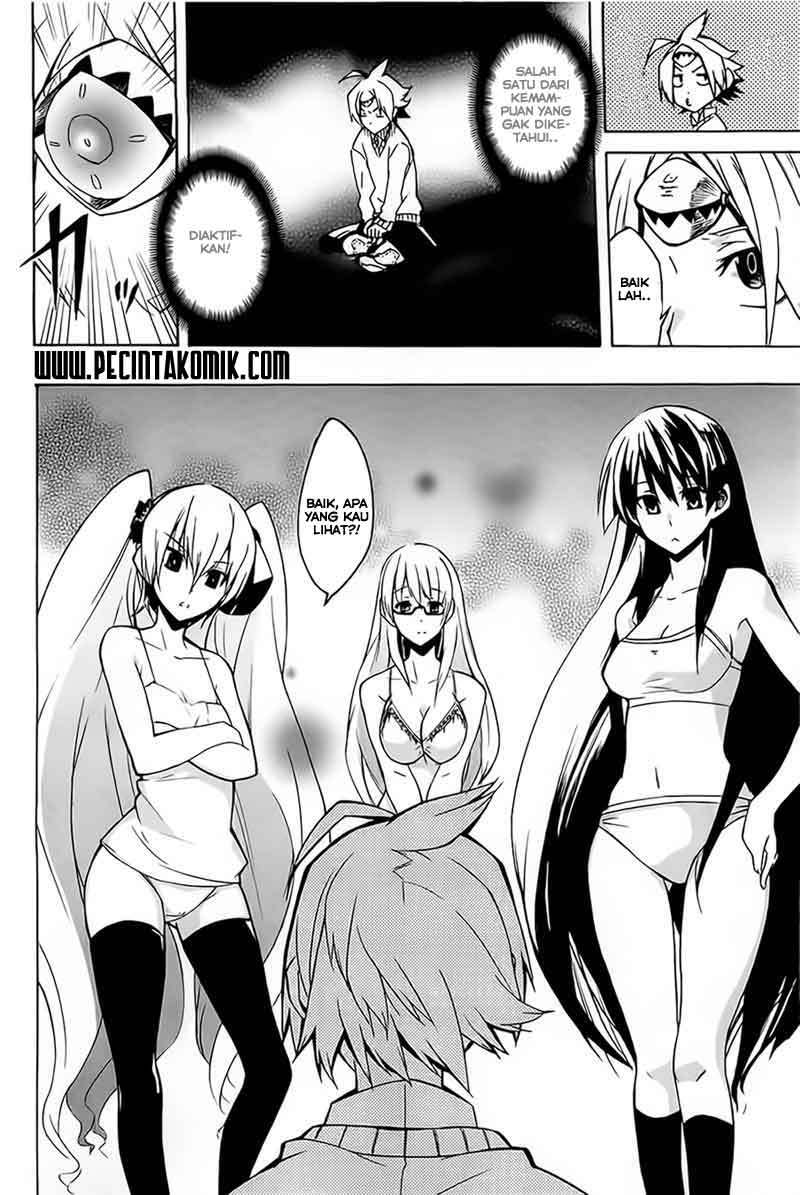 SALAH
SATU DARI
KEMAM-
PUAN YANG
GAK DIKE-
TAHUI..
BAIK
LAH..
DIAKTIF-
KAN!
カ
WWW.PECINTAKOMIK.COM
BAIK, APA
YANG KAU
LIHAT?!